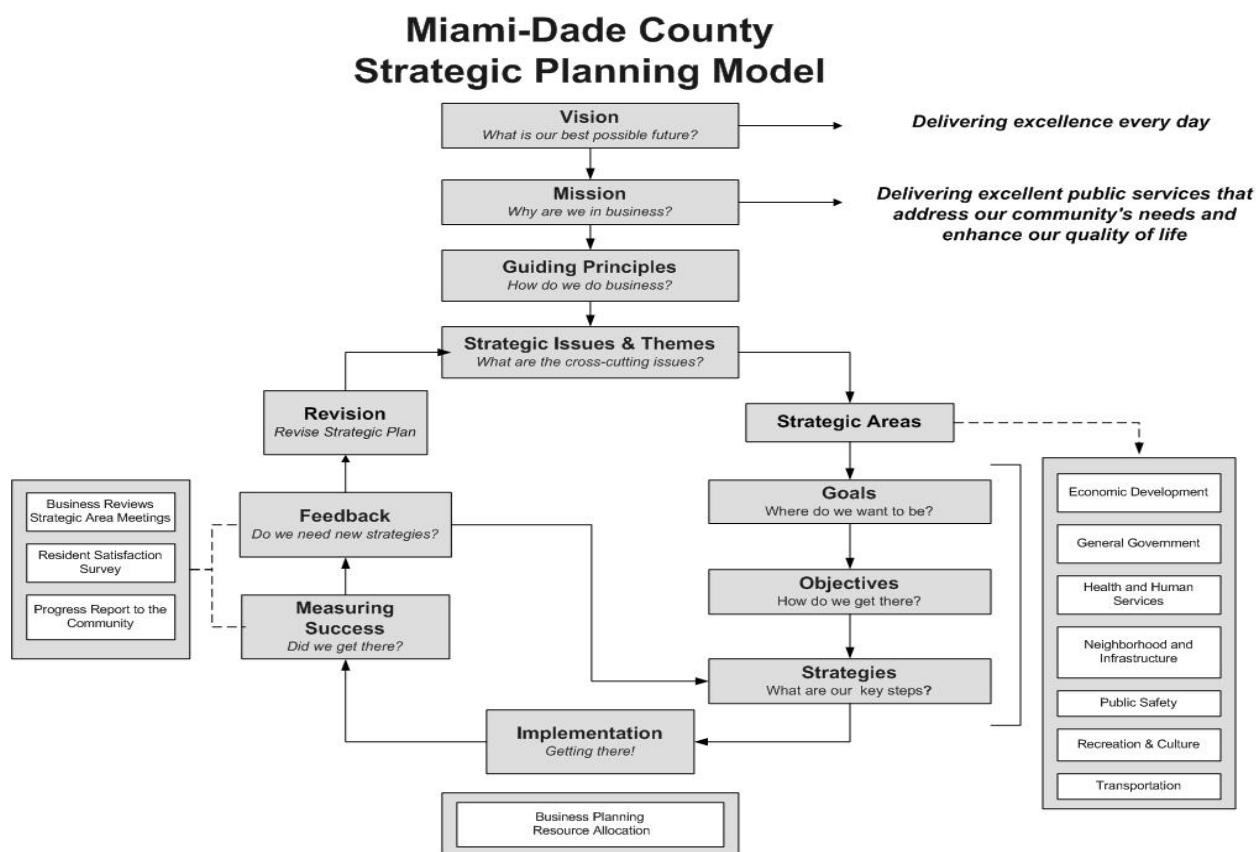 Miami-Dade County
Strategic Planning Model
Vision
What is our best possible future?
Delivering excellence every day
Mission
Why are we in business?
Delivering excellent public services that
address our community's needs and
enhance our quality of life
Guiding Principles
How do we do business?
Strategic Issues & Themes
What are the cross-cutting issues?
Revision
Revise Strategic Plan
Strategic Areas
Business Reviews
Strategic Area Meetings
Resident Satisfaction
Survey
Progress Report to the
Community
Feedback
Do we need new strategies?
Measuring
Success
Did we get there?
Goals
Where do we want to be?
Objectives
How do we get there?
Strategies
What are our key steps?
Implementation
Getting there!
Business Planning
Resource Allocation
Economic Development
General Government
Health and Human
Services
Neighborhood and
Infrastructure
Public Safety
Recreation & Culture
Transportation